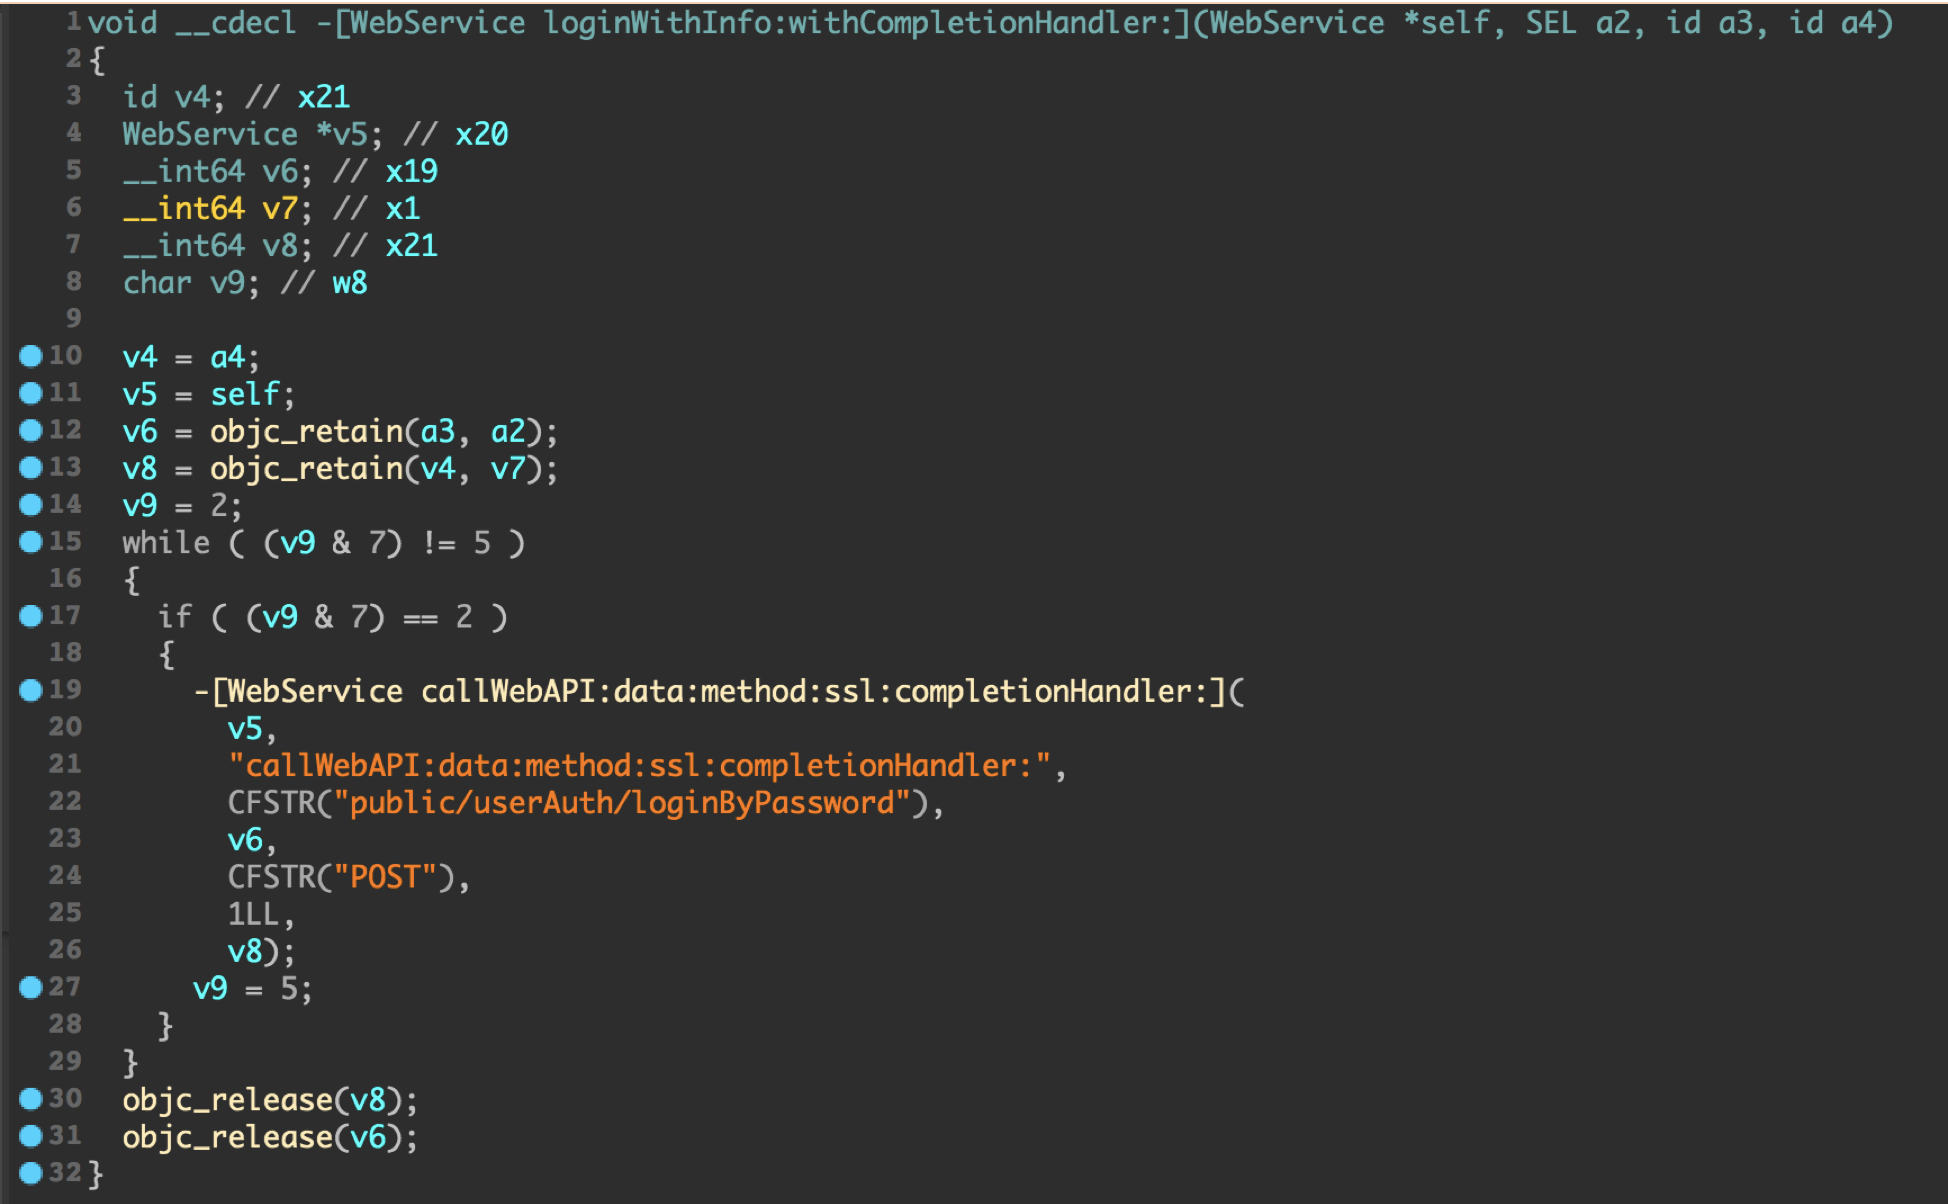 1 void __cdecl -[WebService loginWithInfo:withCompletionHandler:](WebService *self, SEL a2, id a3, id a4)
2 {
3 id v4; // x21
4 WebService *v5; // x20
5 __int64 v6; // x19
6 __int64 v7; // x1
7 __int64 v8; // x21
8 char v9; // w8
9
10 v4 = a4;
11 v5 = self;
12 v6 = objc_retain(a3, a2);
13 v8 = objc_retain(v4, v7);
14 v9 = 2;
15 while ( (v9 & 7) != 5 )
16 {
17 if ( (v9 & 7) == 2 )
18 {
19 -[WebService callWebAPI:data:method:ssl:completionHandler:](
20 v5,
21 "callWebAPI:data:method:ssl:completionHandler:",
22 CFSTR("public/userAuth/loginByPassword"),
23 v6,
24 CFSTR("POST"),
25 1LL,
26 v8);
27 v9 = 5;
28 }
29 }
30 objc_release(v8);
31 objc_release(v6);
32 }